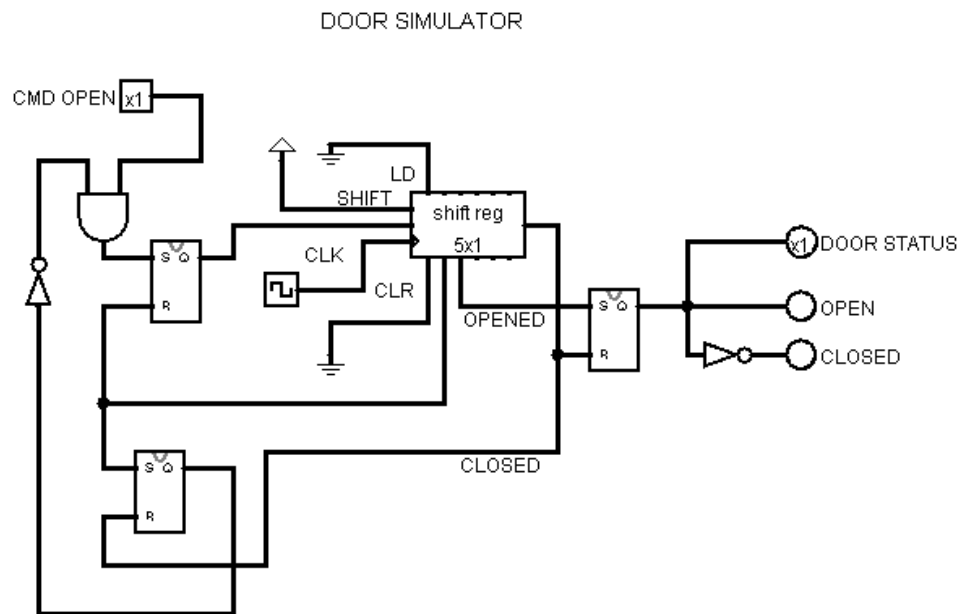 DOOR SIMULATOR
CMD OPEN x1
LD
SHIFT
shift reg
5x1
x1 DOOR STATUS
S Q
CLK
CLR
R
OPENED
S Q
OPEN
R
CLOSED
S Q
CLOSED
R